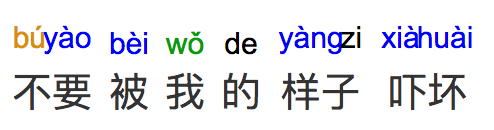 búyào bèi wǒ de yàngzi xiàhuài
不要 被 我 的 样子 吓坏